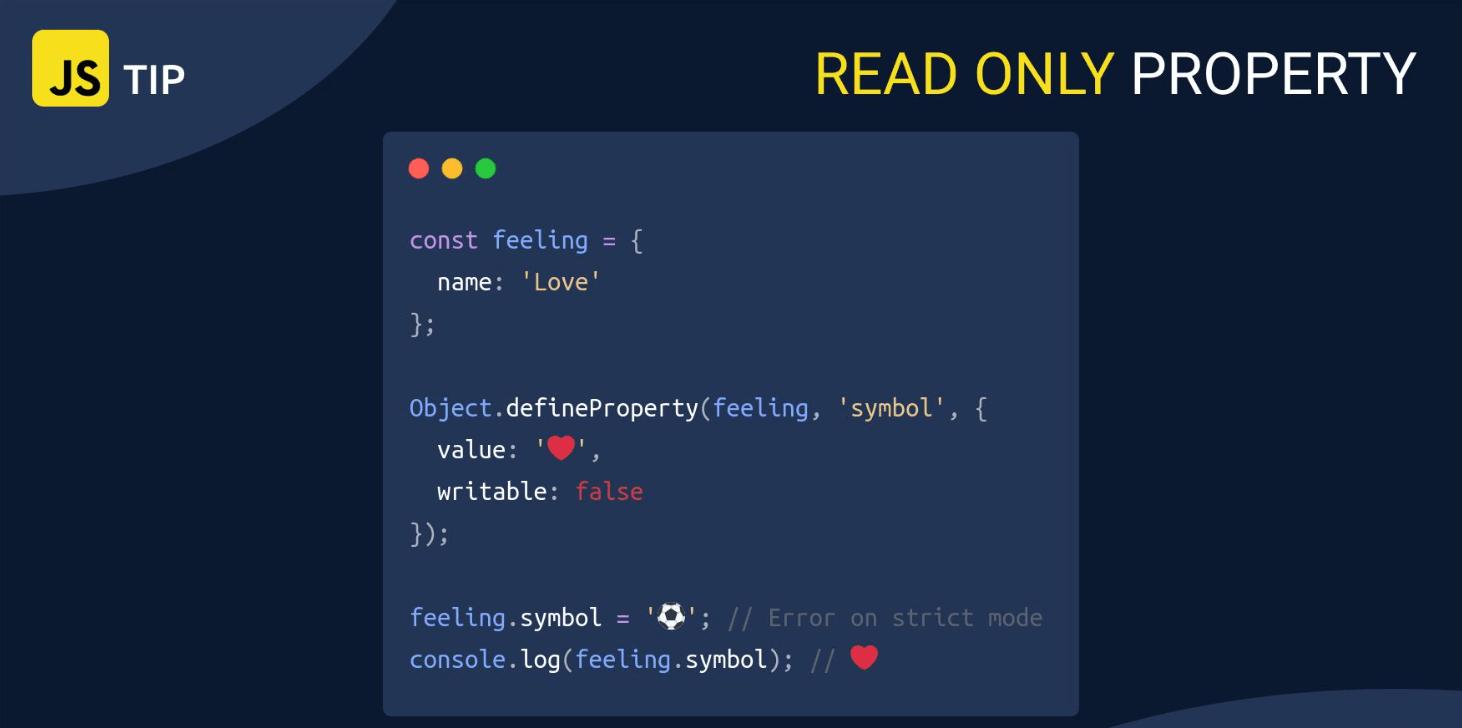 JS TIP
READ ONLY PROPERTY
const feeling = {
  name: 'Love'
};
Object.defineProperty(feeling, 'symbol', {
  value: '❤️',
  writable: false
});
feeling.symbol = '⚽'; // Error on strict mode
console.log(feeling.symbol); // ❤️